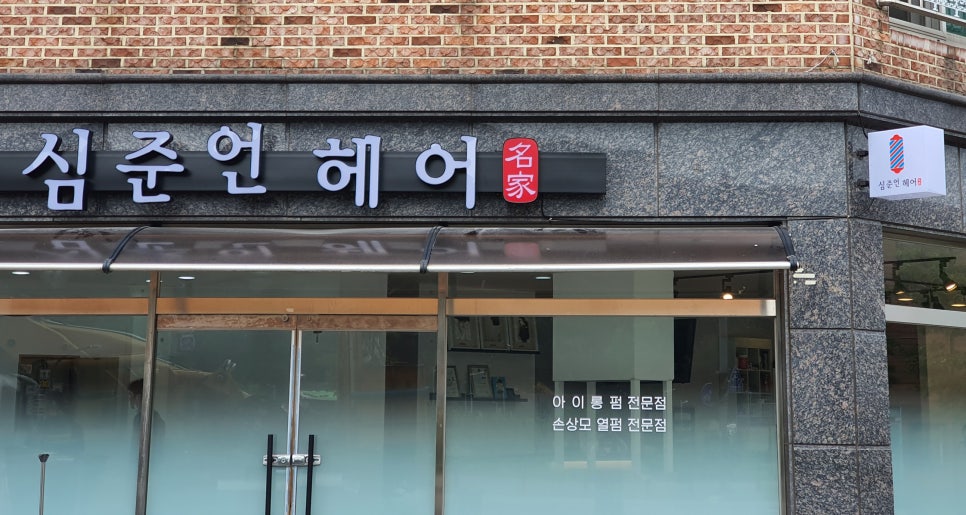 심준언 헤어 名家
심준언 헤어
아이롱 펌 전문점
손상모 열펌 전문점